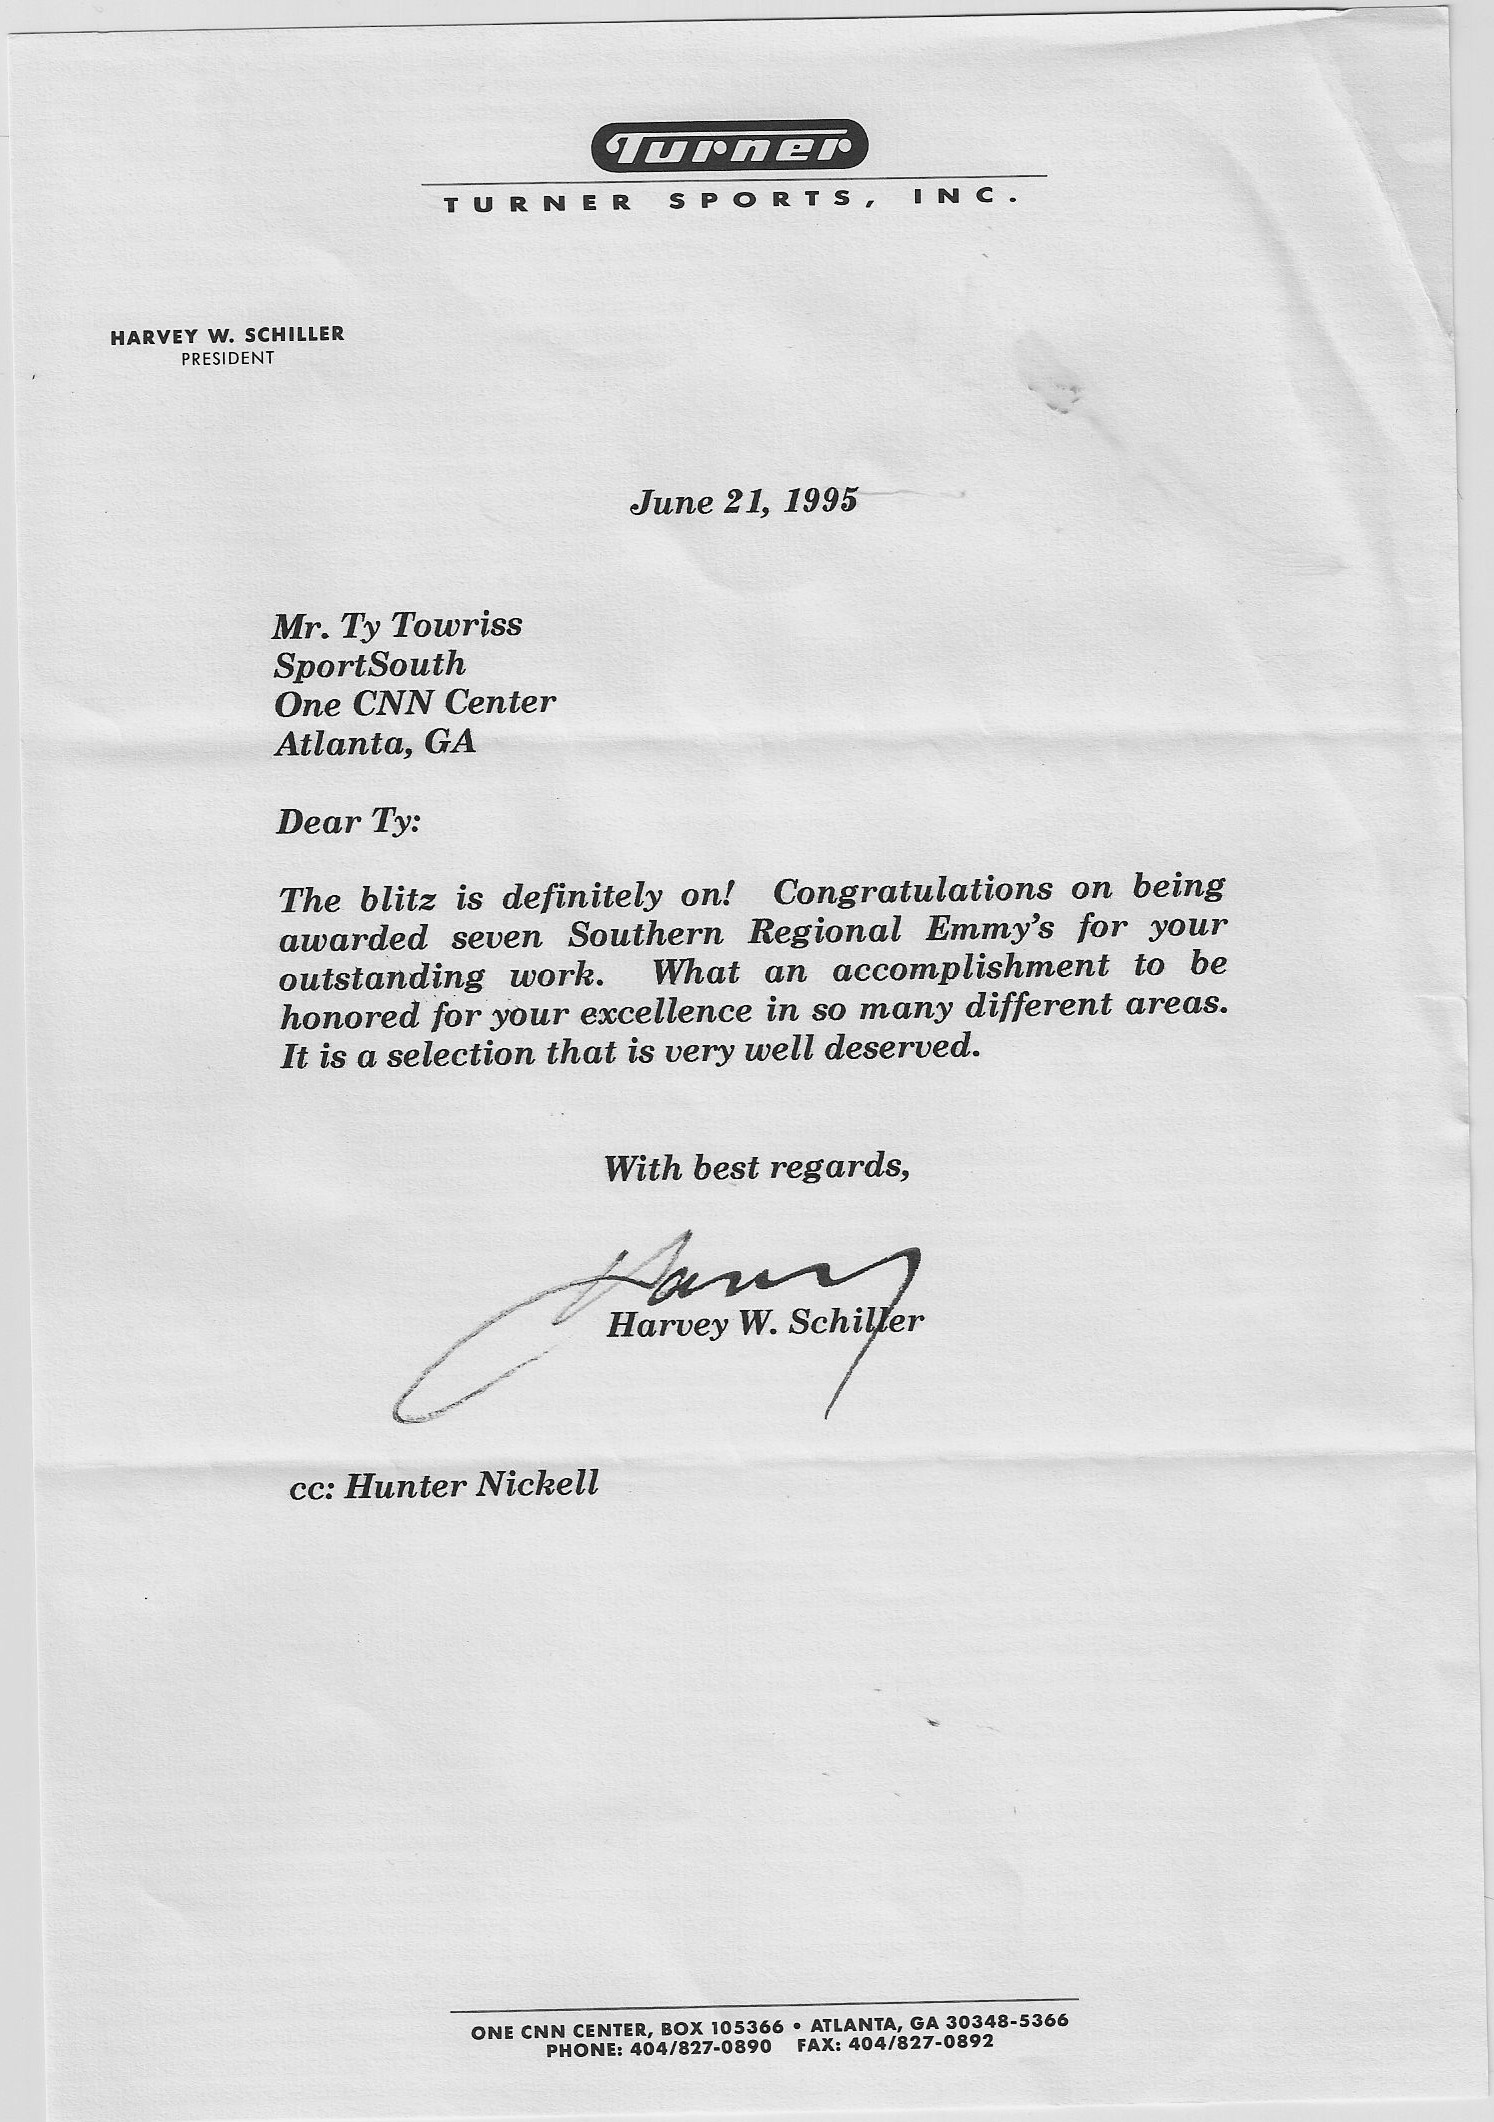 Turner
TURNER SPORTS, INC.
HARVEY W. SCHILLER
PRESIDENT
June 21, 1995
Mr. Ty Towriss
SportSouth
One CNN Center
Atlanta, GA
Dear Ty:
The blitz is definitely on! Congratulations on being
awarded seven Southern Regional Emmy's for your
outstanding work. What an accomplishment to be
honored for your excellence in so many different areas.
It is a selection that is very well deserved.
With best regards,
Harvey
Harvey W. Schiller
cc: Hunter Nickell
ONE CNN CENTER, BOX 105366 • ATLANTA, GA 30348-5366
PHONE: 404/827-0890 FAX: 404/827-0892